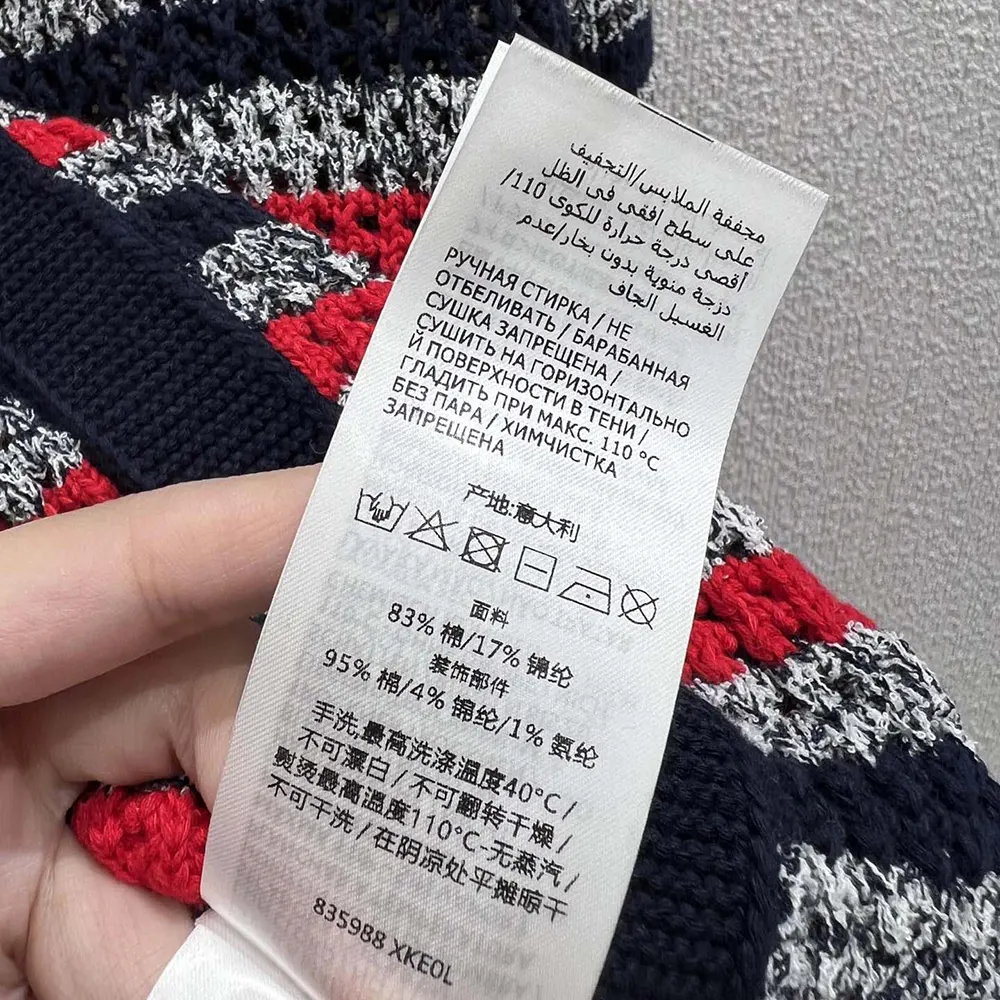 مجففة الملابس/التجفيف
على سطح افقى فى الظل
أقصى درجة حرارة للكوى 110/
درجة مئوية بدون بخار/عدم
الغسيل الجاف
РУЧНАЯ СТИРКА / НЕ
ОТБЕЛИВАТЬ / БАРАБАННАЯ
СУШКА ЗАПРЕЩЕНА /
СУШИТЬ НА ГОРИЗОНТАЛЬНО
Й ПОВЕРХНОСТИ В ТЕНИ /
ГЛАДИТЬ ПРИ МАКС. 110 °C
БЕЗ ПАРА / ХИМЧИСТКА
ЗАПРЕЩЕНА
产地:意大利
面料
83% 棉/17% 锦纶
装饰部件
95% 棉/4% 锦纶/1% 氨纶
手洗,最高洗涤温度40°C /
不可漂白 / 不可翻转干燥 /
熨烫最高温度110°C-无蒸汽 /
不可干洗 / 在阴凉处平摊晾干
835988 XKE0L